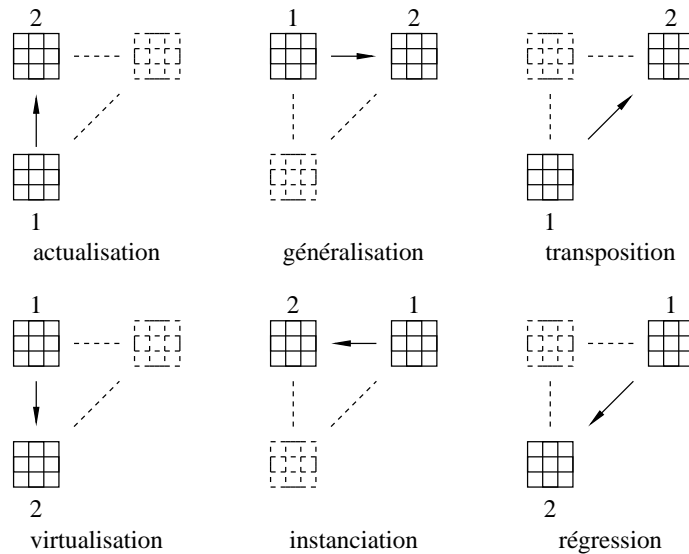 2 1 2 2
1 1
actualisation généralisation transposition
1 2 1 1
2 2
virtualisation instanciation régression